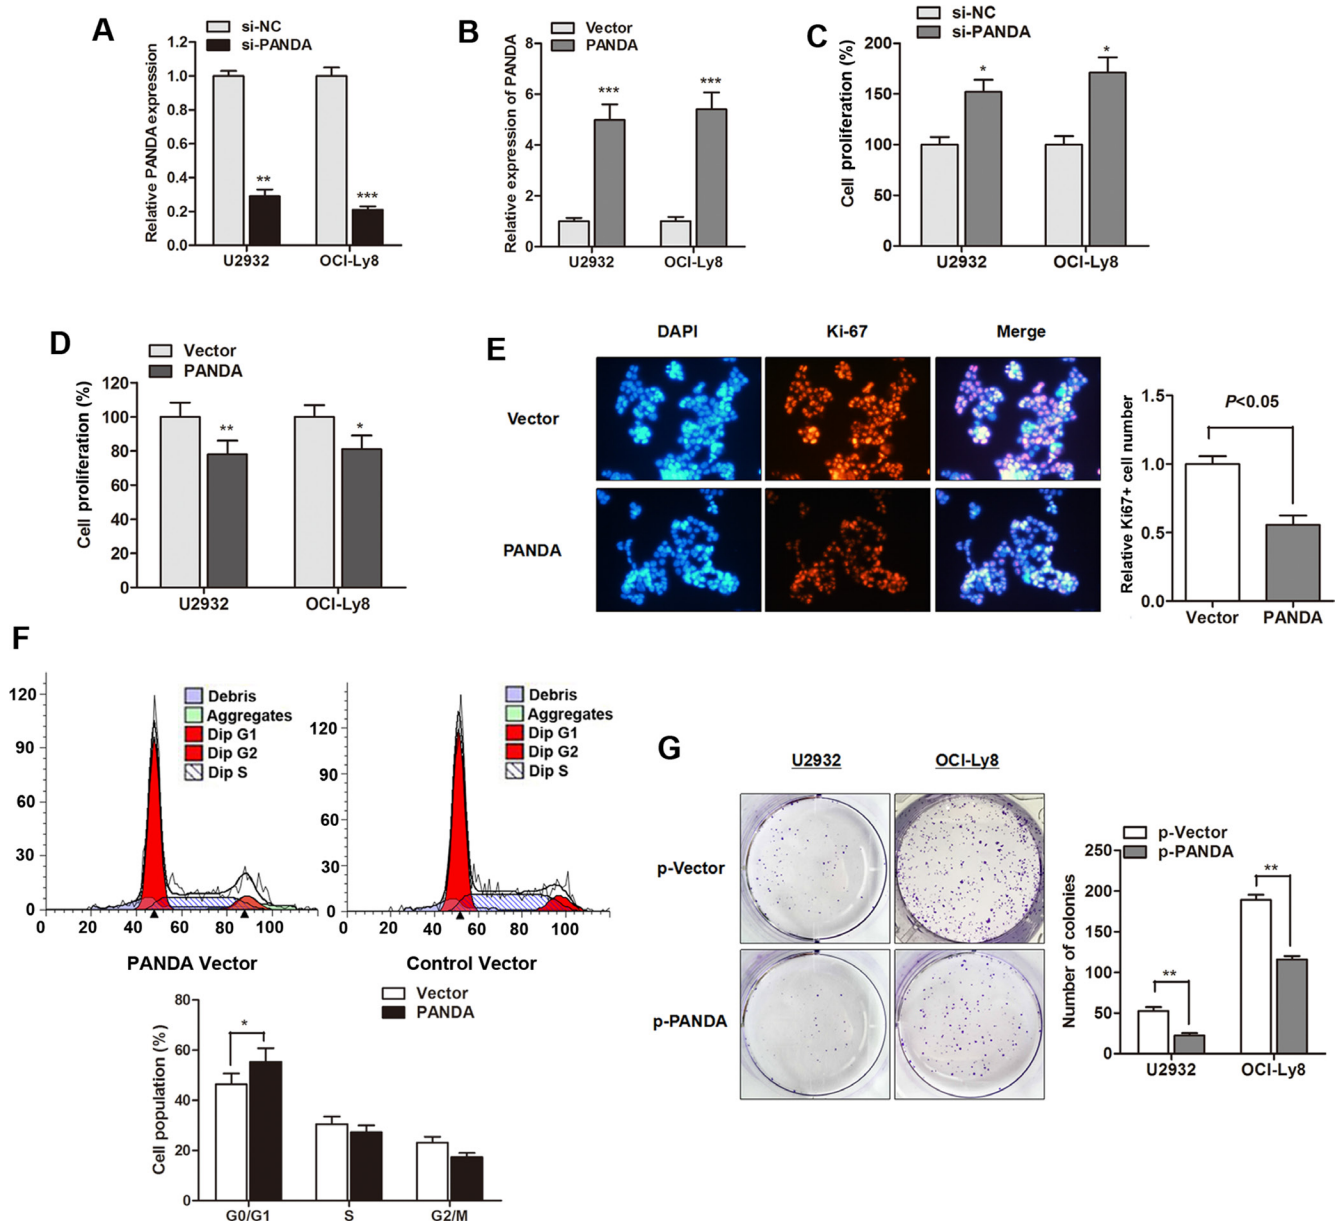 A
si-NC
si-PANDA
Relative PANDA expression
1.2
1.0
0.8
0.6
0.4
0.2
0.0
**
***
U2932
OCI-Ly8
B
Vector
PANDA
Relative expression of PANDA
8
6
4
2
0
***
***
U2932
OCI-Ly8
C
si-NC
si-PANDA
Cell proliferation (%)
200
150
100
50
0
*
*
U2932
OCI-Ly8
D
Vector
PANDA
Cell proliferation (%)
120
100
80
60
40
20
0
**
*
U2932
OCI-Ly8
E
DAPI
Ki-67
Merge
Vector
PANDA
Relative Ki67+ cell number
1.5
1.0
0.5
0.0
P<0.05
Vector
PANDA
F
120
90
60
30
0
Debris
Aggregates
Dip G1
Dip G2
Dip S
0 20 40 60 80 100
PANDA Vector
120
90
60
30
0
Debris
Aggregates
Dip G1
Dip G2
Dip S
0 20 40 60 80 100
Control Vector
Vector
PANDA
Cell population (%)
80
60
40
20
0
*
G0/G1
S
G2/M
G
U2932
OCI-Ly8
p-Vector
p-PANDA
p-Vector
p-PANDA
Number of colonies
250
200
150
100
50
0
**
**
U2932
OCI-Ly8